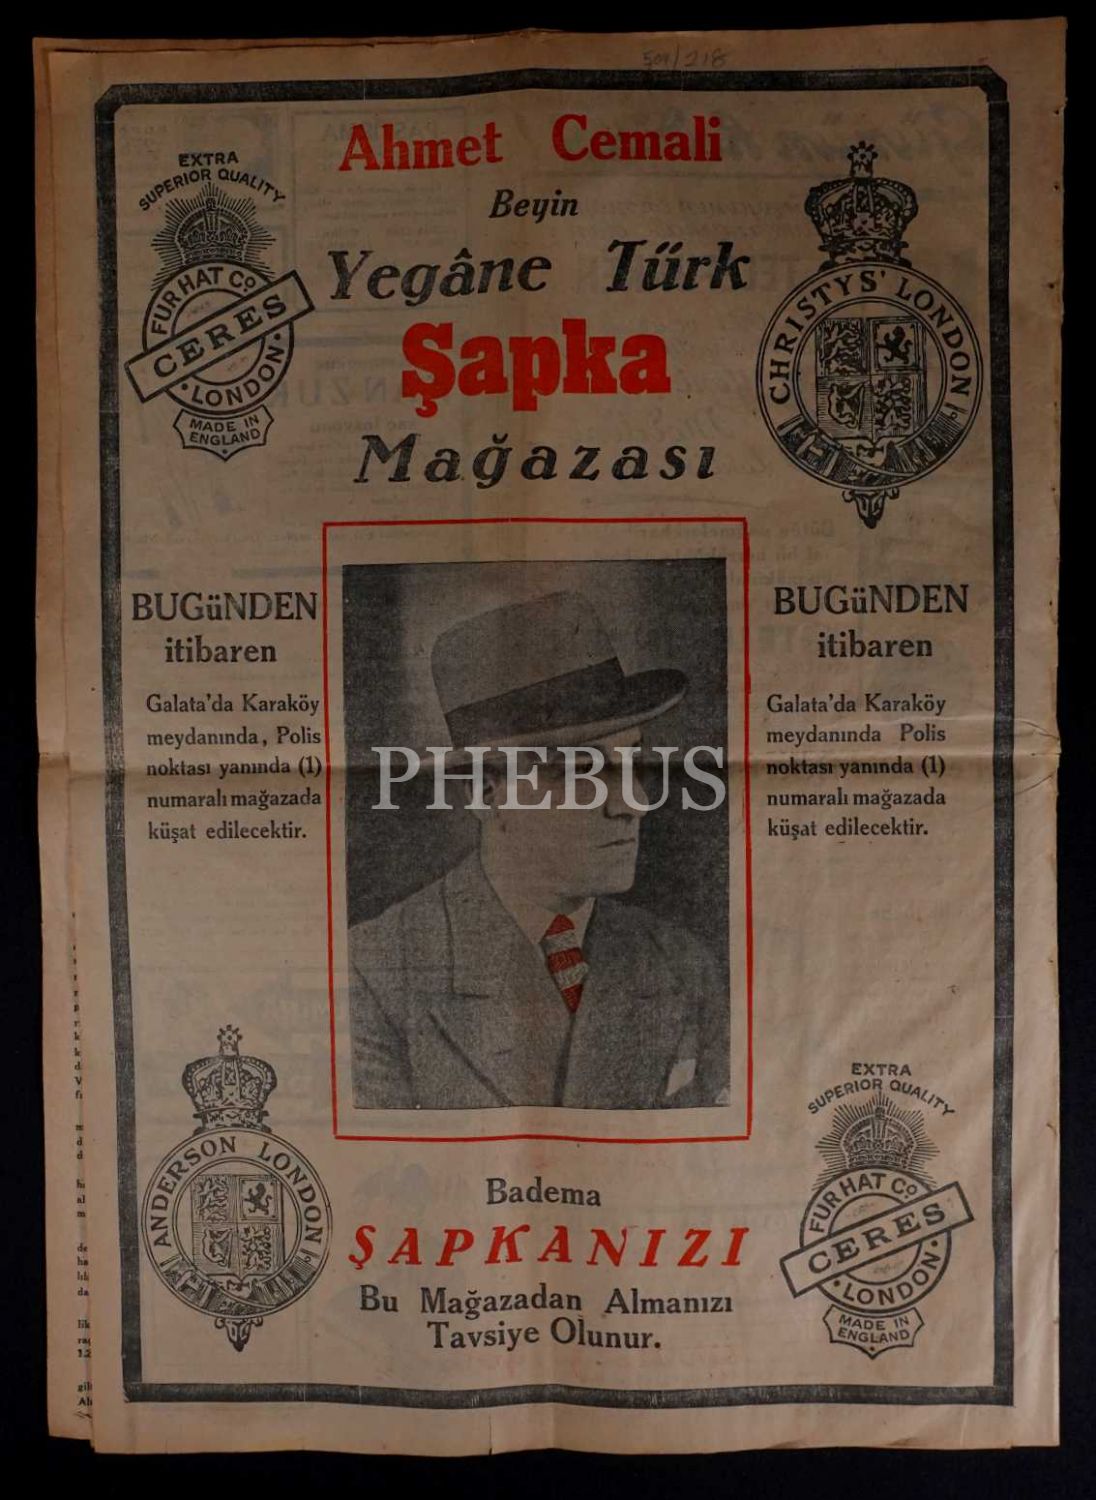 509/218
Ahmet Cemali
Beyin
Yegâne Türk
Şapka
Mağazası
EXTRA
SUPERIOR QUALITY
FUR HAT Cº
CERES
LONDON
MADE IN
ENGLAND
CHRISTYS' LONDON
BUGüNDEN
itibaren
Galata'da Karaköy
meydanında, Polis
noktası yanında (1)
numaralı mağazada
küşat edilecektir.
PHEBUS
BUGüNDEN
itibaren
Galata'da Karaköy
meydanında Polis
noktası yanında (1)
numaralı mağazada
küşat edilecektir.
ANDERSON LONDON
Badema
ŞAPKANIZI
Bu Mağazadan Almanızı
Tavsiye Olunur.
EXTRA
SUPERIOR QUALITY
FUR HAT Cº
CERES
LONDON
MADE IN
ENGLAND